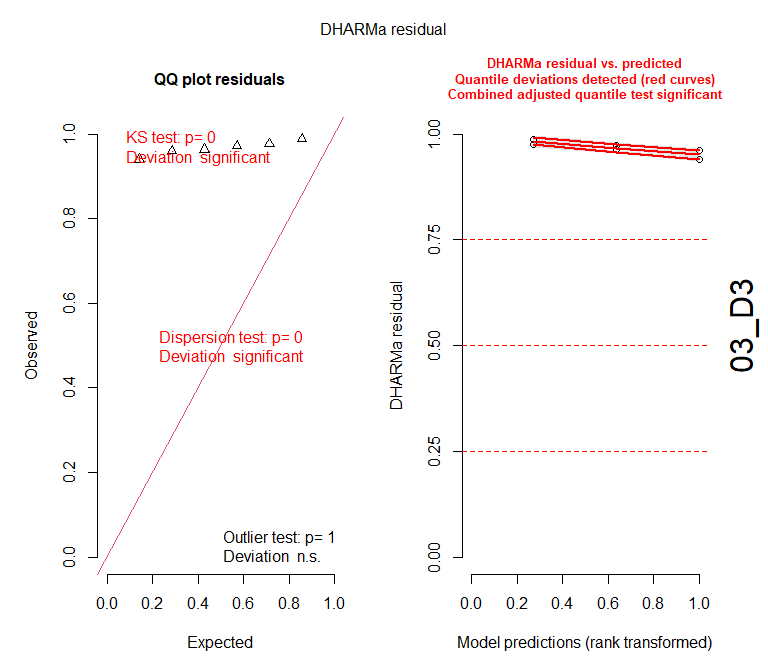 DHARMa residual
QQ plot residuals
KS test: p= 0
Deviation  significant
Dispersion test: p= 0
Deviation  significant
Outlier test: p= 1
Deviation  n.s.
Observed
0.0 0.2 0.4 0.6 0.8 1.0
0.0 0.2 0.4 0.6 0.8 1.0
Expected
DHARMa residual vs. predicted
Quantile deviations detected (red curves)
Combined adjusted quantile test significant
DHARMa residual
0.00 0.25 0.50 0.75 1.00
0.0 0.2 0.4 0.6 0.8 1.0
Model predictions (rank transformed)
03_D3